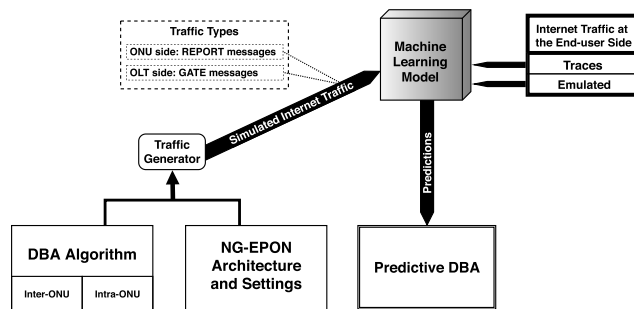 Traffic Types
ONU side: REPORT messages
OLT side: GATE messages
Machine
Learning
Model
Internet Traffic at
the End-user Side
Traces
Emulated
Simulated Internet Traffic
Traffic
Generator
Predictions
DBA Algorithm
Inter-ONU
Intra-ONU
NG-EPON
Architecture
and Settings
Predictive DBA